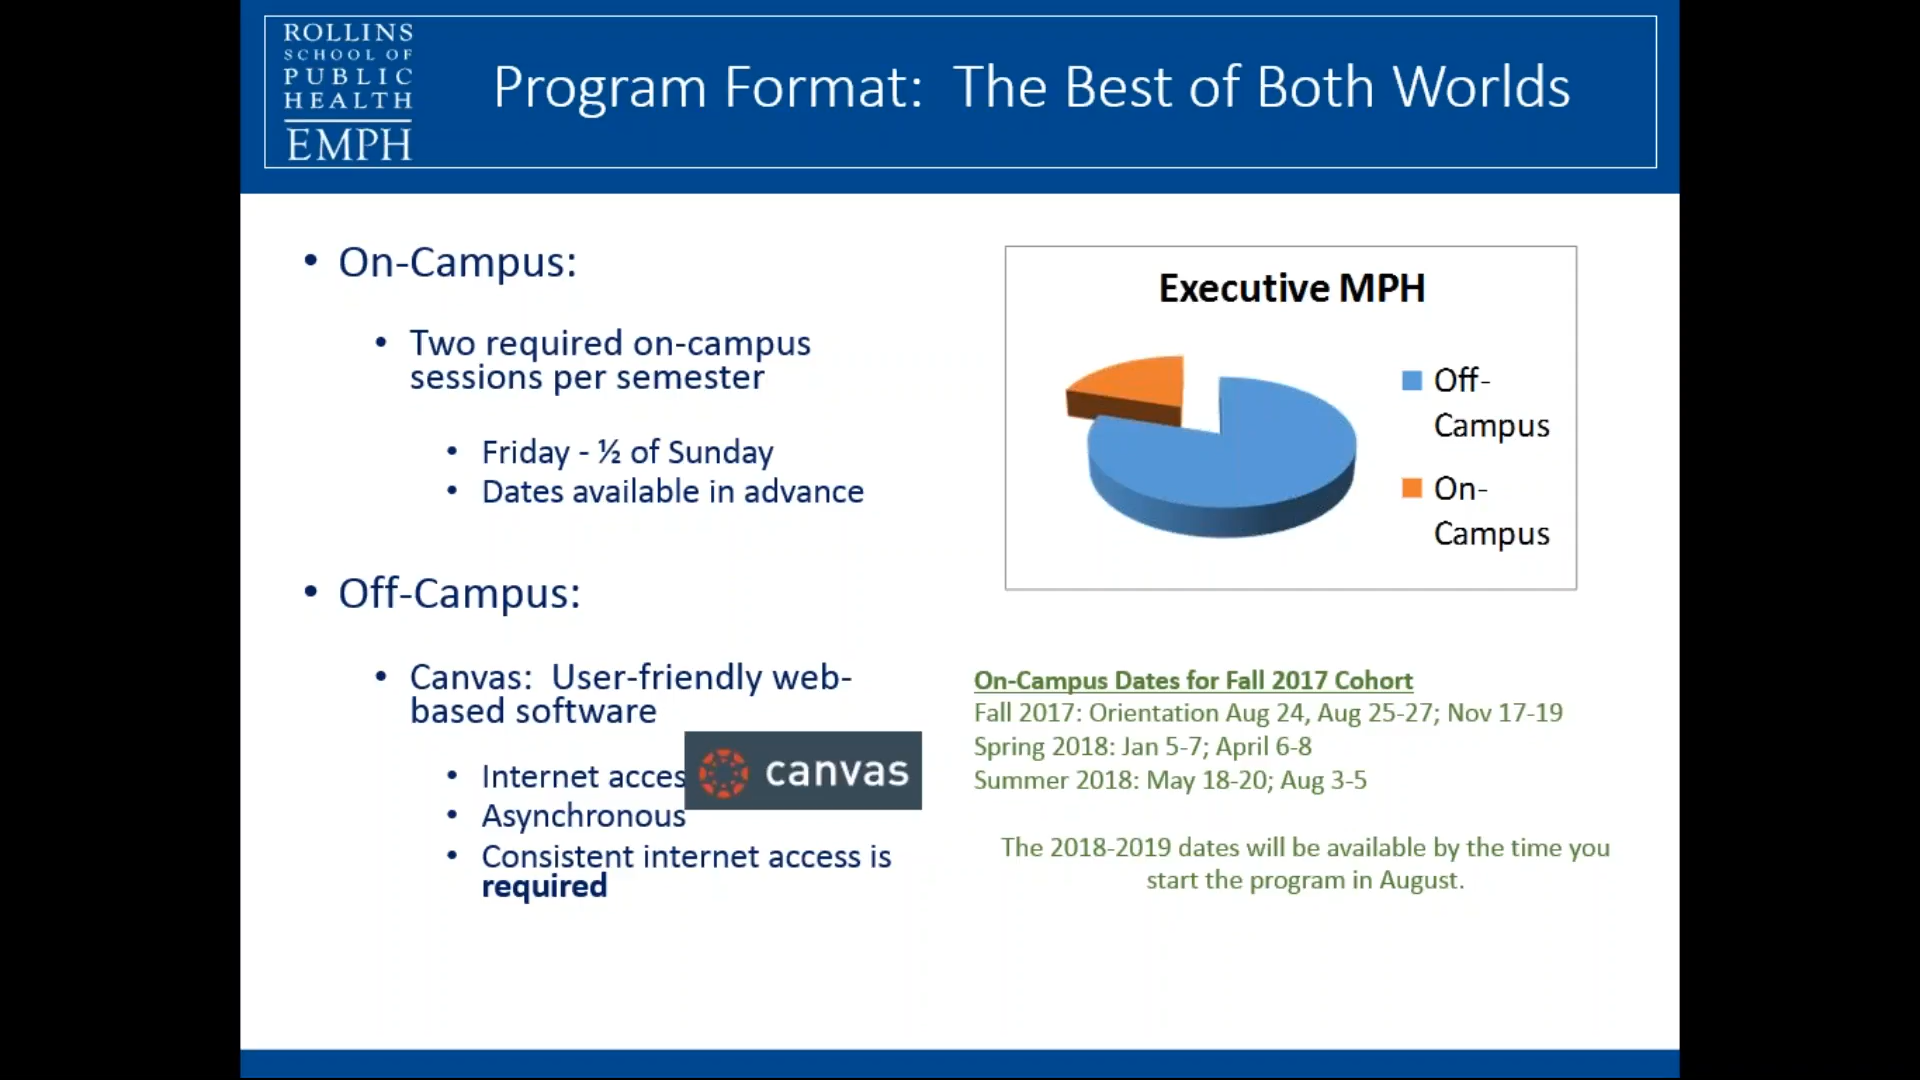 ROLLINS
SCHOOL OF
PUBLIC
HEALTH
EMPH
Program Format:  The Best of Both Worlds
• On-Campus:
• Two required on-campus
sessions per semester
• Friday - ½ of Sunday
• Dates available in advance
• Off-Campus:
• Canvas:  User-friendly web-
based software
• Internet
canvas
• Asynchronous
• Consistent internet access is
required
Executive MPH
Off-
Campus
On-
Campus
On-Campus Dates for Fall 2017 Cohort
Fall 2017: Orientation Aug 24, Aug 25-27; Nov 17-19
Spring 2018: Jan 5-7; April 6-8
Summer 2018: May 18-20; Aug 3-5
The 2018-2019 dates will be available by the time you
start the program in August.